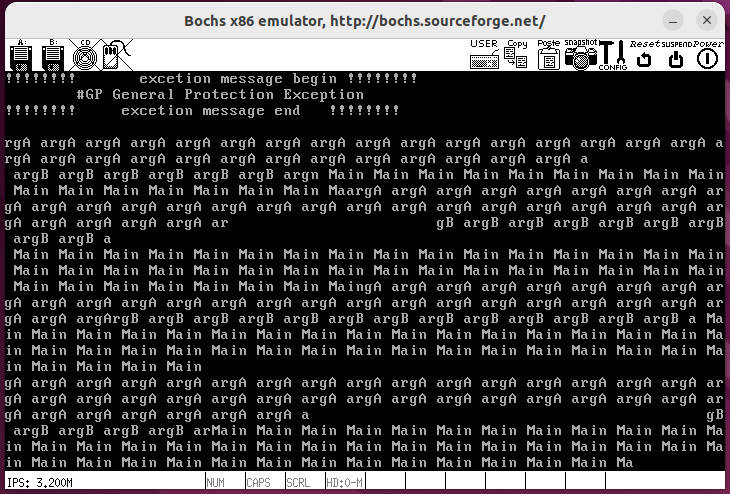 Bochs x86 emulator, http://bochs.sourceforge.net/
A: B: CD USER Copy Paste snapshot CONFIG Reset SUSPEND Power
!!!!!!!! excetion message begin !!!!!!!!
#GP General Protection Exception
!!!!!!!! excetion message end !!!!!!!!
rgA argA argA argA argA argA argA argA argA argA argA argA argA argA argA argA a
rgA argA argA argA argA argA argA argA argA argA argA argA argA a
argB argB argB argB argB argB argn Main Main Main Main Main Main Main Main Main
Main Main Main Main Main Main Main MaargA argA argA argA argA argA argA argA ar
gA argA argA argA argA argA argA argA argA argA argA argA argA argA argA argA ar
gA argA argA argA argA ar gB argB argB argB argB argB argB
argB argB a
Main Main Main Main Main Main Main Main Main Main Main Main Main Main Main Main
Main Main Main Main Main Main Main Main Main Main Main Main Main Main Main Main
Main Main Main Main Main Main Main MaingA argA argA argA argA argA argA argA ar
gA argA argA argA argA argA argA argA argA argA argA argA argA argA argA argA ar
gA argA argArgB argB argB argB argB argB argB argB argB argB argB argB argB a Ma
in Main Main Main Main Main Main Main Main Main Main Main Main Main Main Main Ma
in Main Main Main Main Main Main Main Main Main Main Main Main Main Main Main Ma
in Main Main Main Main
gA argA argA argA argA argA argA argA argA argA argA argA argA argA argA argA ar
gA argA argA argA argA argA argA argA argA argA argA argA argA argA argA argA ar
gA argA argA argA argA argA argA a gB
argB argB argB argB arMain Main Main Main Main Main Main Main Main Main Main Ma
in Main Main Main Main Main Main Main Main Main Main Main Main Main Main Main Ma
in Main Main Main Main Main Main Main Main Main Main Main Main Main Ma
IPS: 3.200M NUM CAPS SCRL HD:0-M